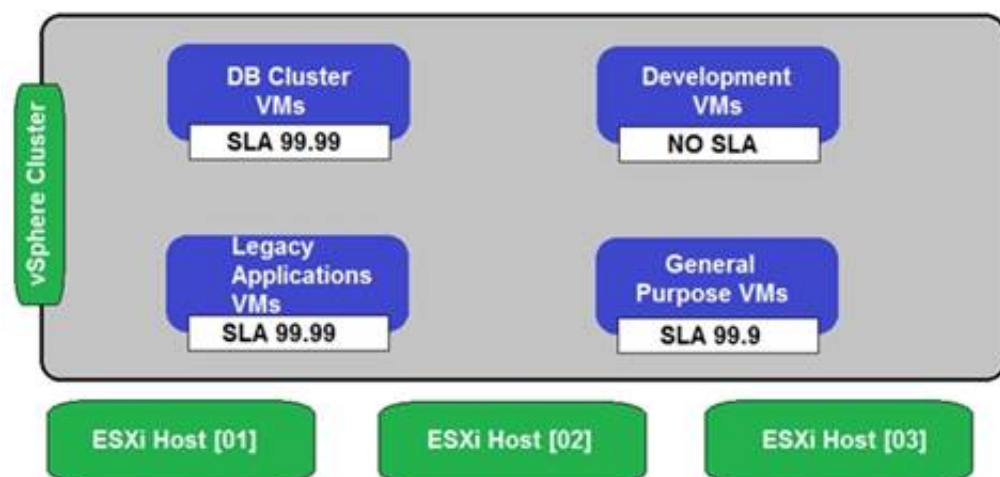 vSphere Cluster
DB Cluster
VMs
SLA 99.99
Development
VMs
NO SLA
Legacy
Applications
VMs
SLA 99.99
General
Purpose VMs
SLA 99.9
ESXi Host [01]
ESXi Host [02]
ESXi Host [03]